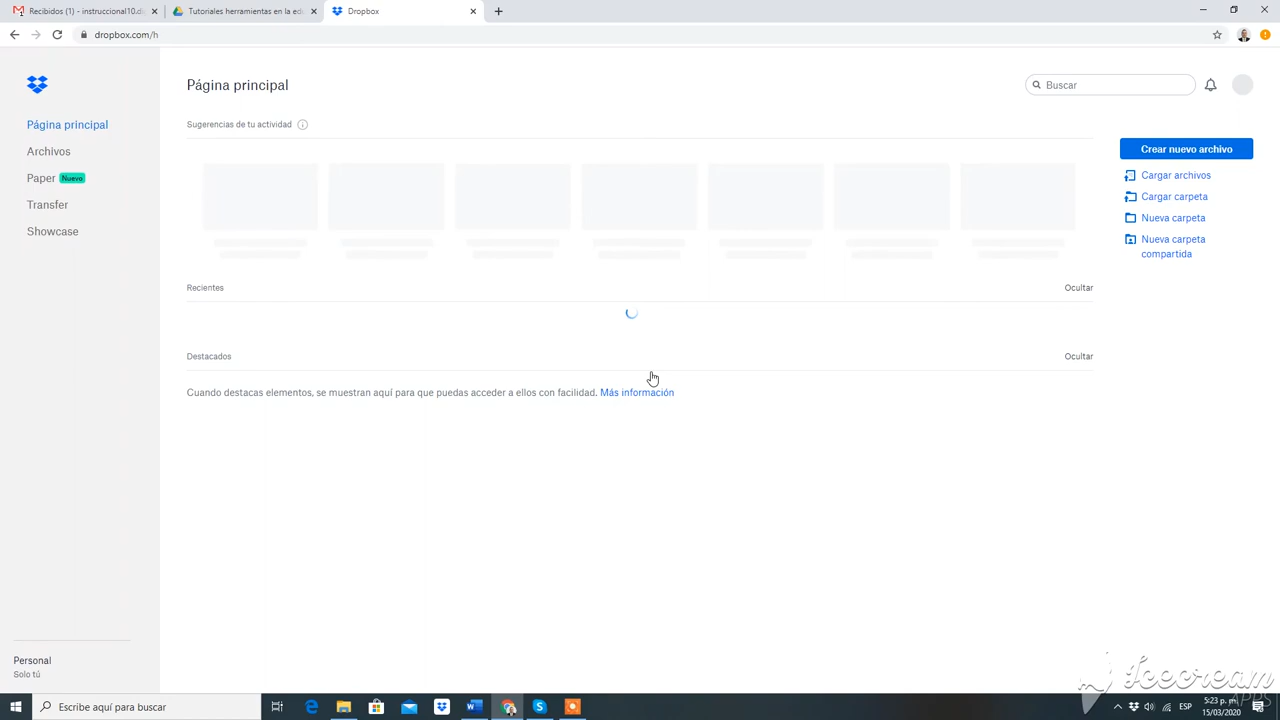 Recibidos (1) - instruccional10.di
Tutoriales herramientas en la ed
Dropbox
dropbox.com/h
Página principal
Buscar
Página principal
Archivos
Paper Nuevo
Transfer
Showcase
Sugerencias de tu actividad
Crear nuevo archivo
Cargar archivos
Cargar carpeta
Nueva carpeta
Nueva carpeta
compartida
Recientes
Ocultar
Destacados
Ocultar
Cuando destacas elementos, se muestran aquí para que puedas acceder a ellos con facilidad. Más información
Personal
Solo tú
Icecream
APPS
Escribe aquí para buscar
ESP
5:23 p. m.
15/03/2020